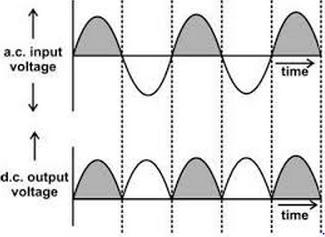 a.c. input
voltage
time
d.c. output
voltage
time